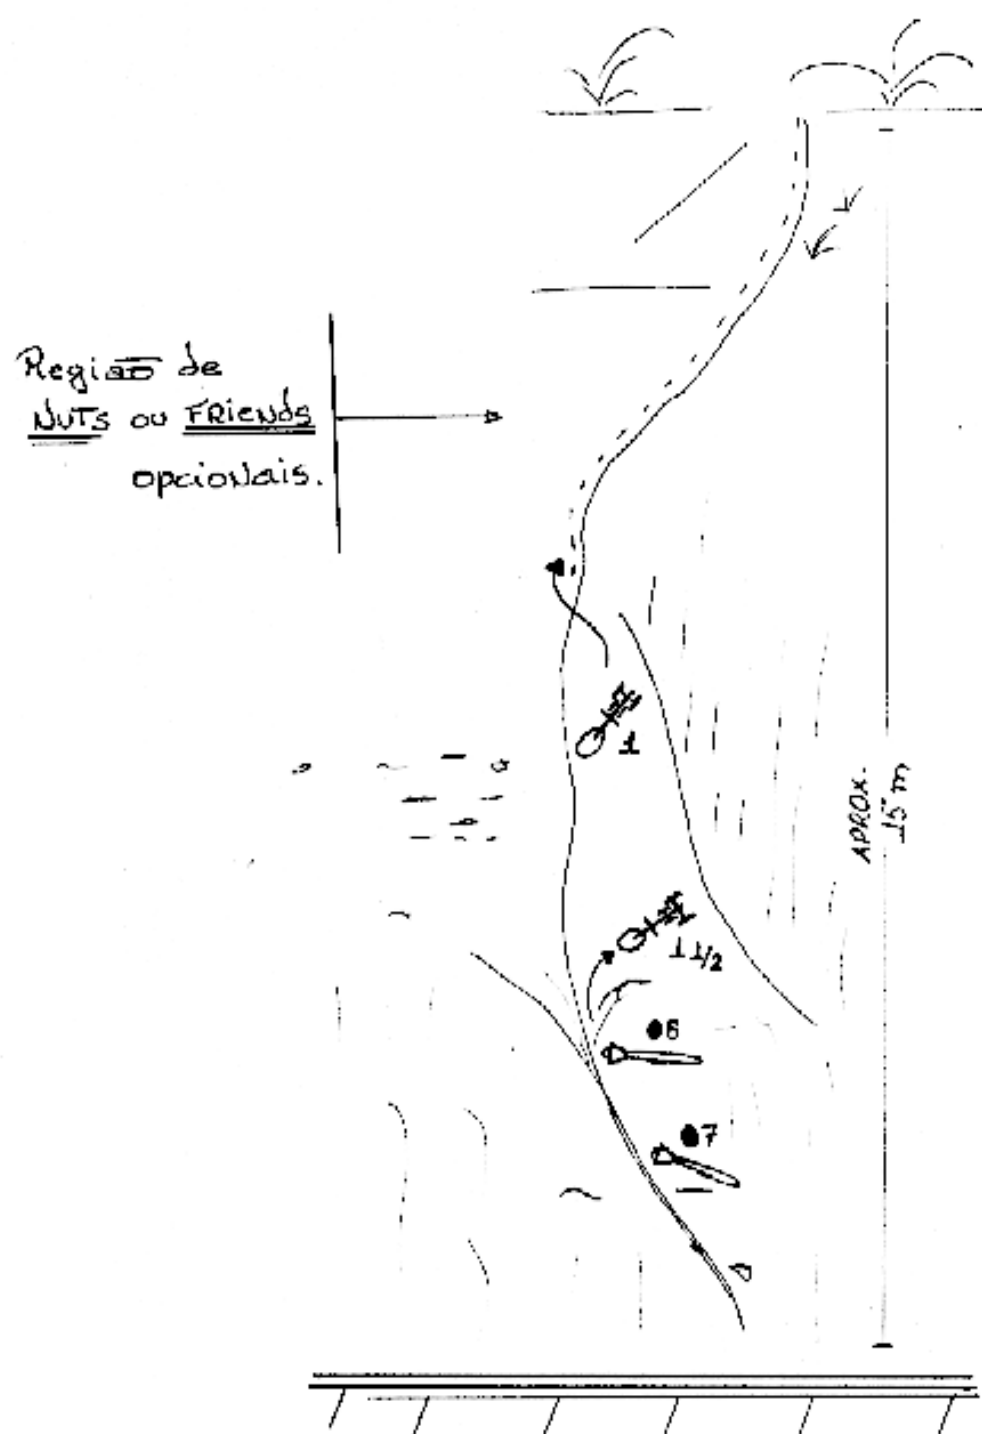 Região de
NUTS ou FRIENDS
opcionais.
1
APROX.
15 m
1 1/2
6
7